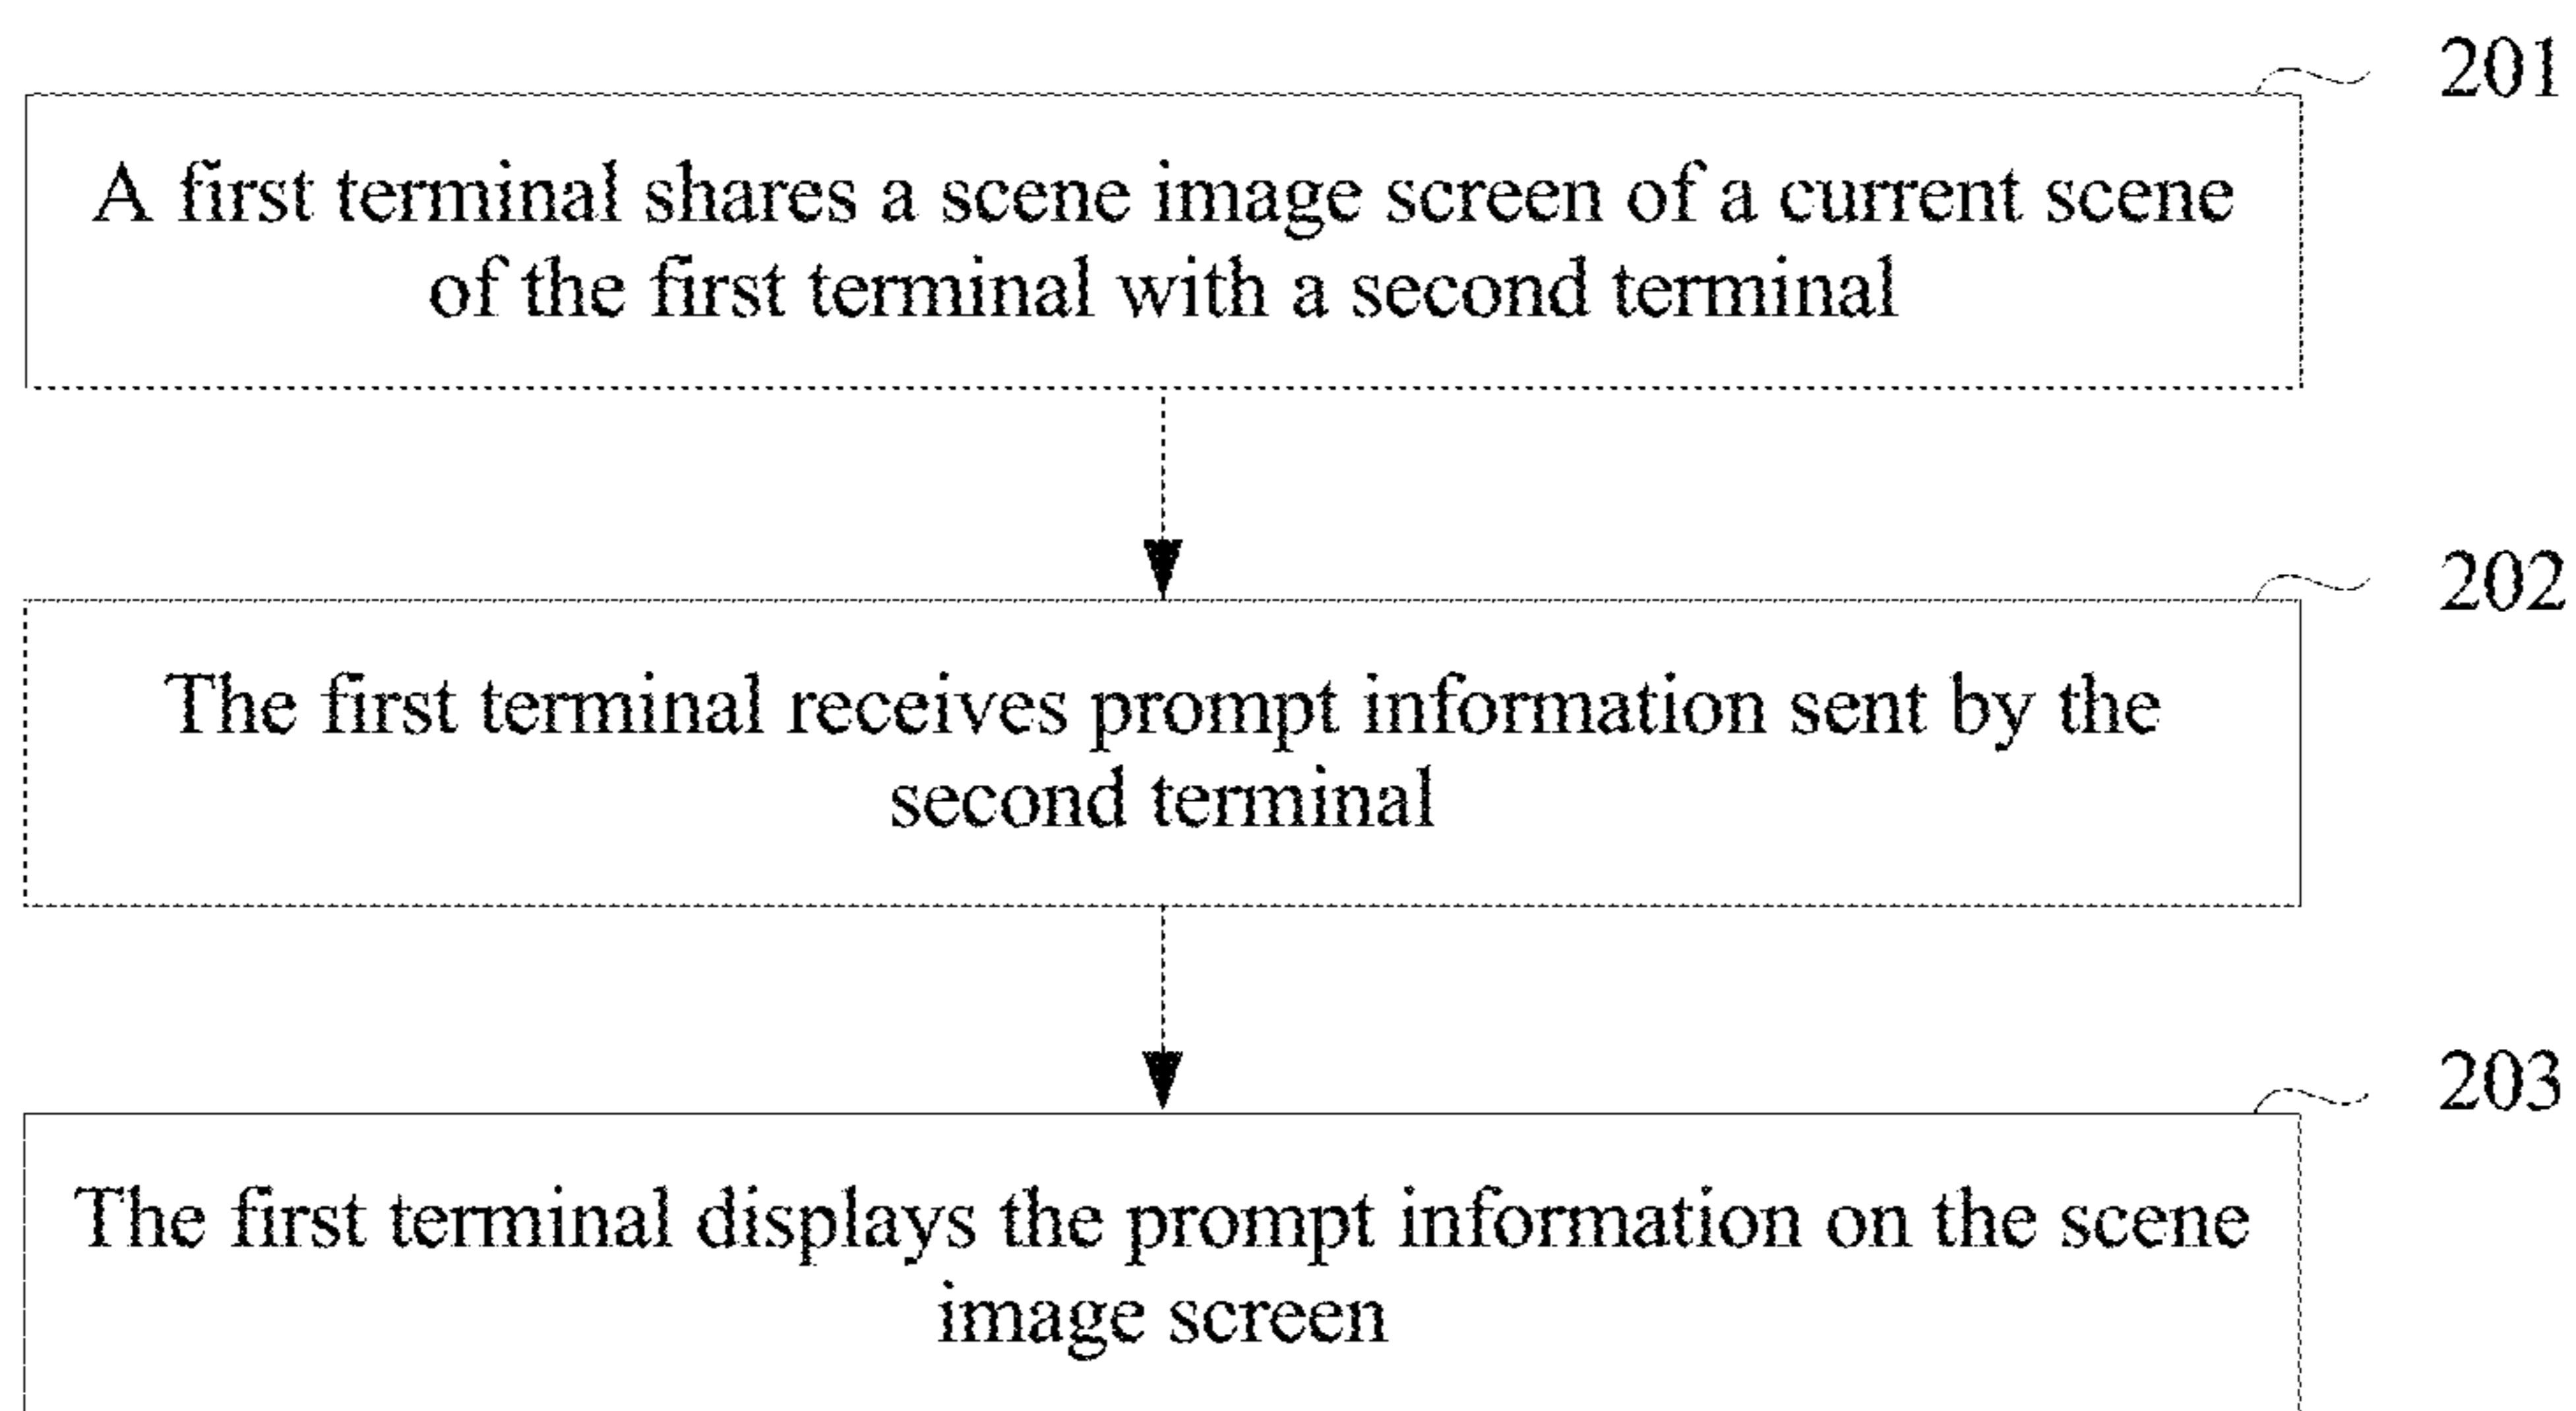 201
A first terminal shares a scene image screen of a current scene
of the first terminal with a second terminal
202
The first terminal receives prompt information sent by the
second terminal
203
The first terminal displays the prompt information on the scene
image screen